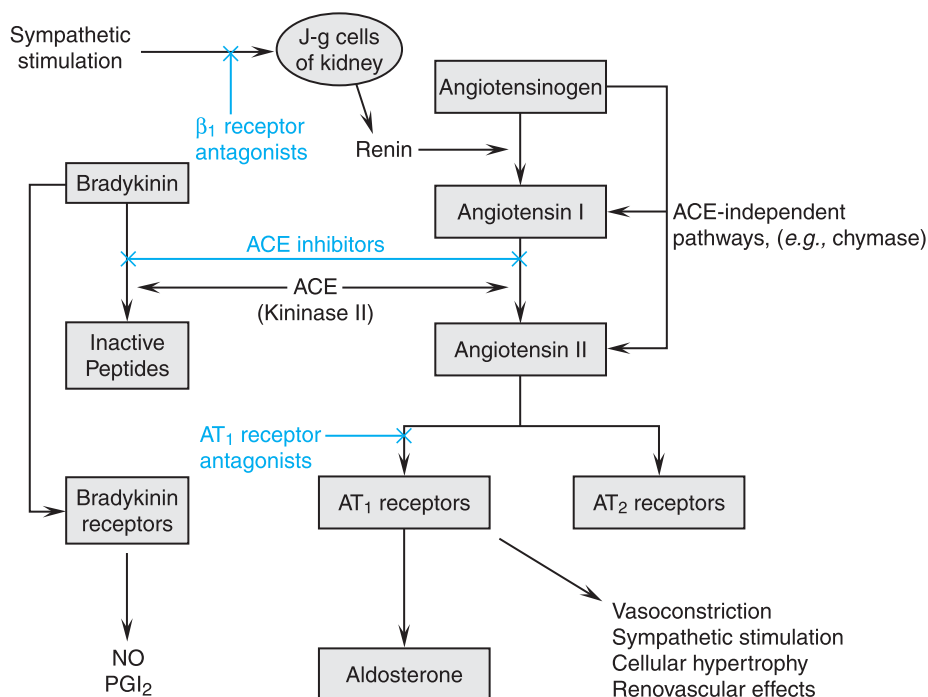 Sympathetic
stimulation
J-g cells
of kidney
Angiotensinogen
β1 receptor
antagonists
Renin
Bradykinin
Angiotensin I
ACE-independent
pathways, (e.g., chymase)
ACE inhibitors
ACE
(Kininase II)
Inactive
Peptides
Angiotensin II
AT1 receptor
antagonists
Bradykinin
receptors
AT1 receptors
AT2 receptors
Vasoconstriction
Sympathetic stimulation
Cellular hypertrophy
Renovascular effects
NO
PGI2
Aldosterone